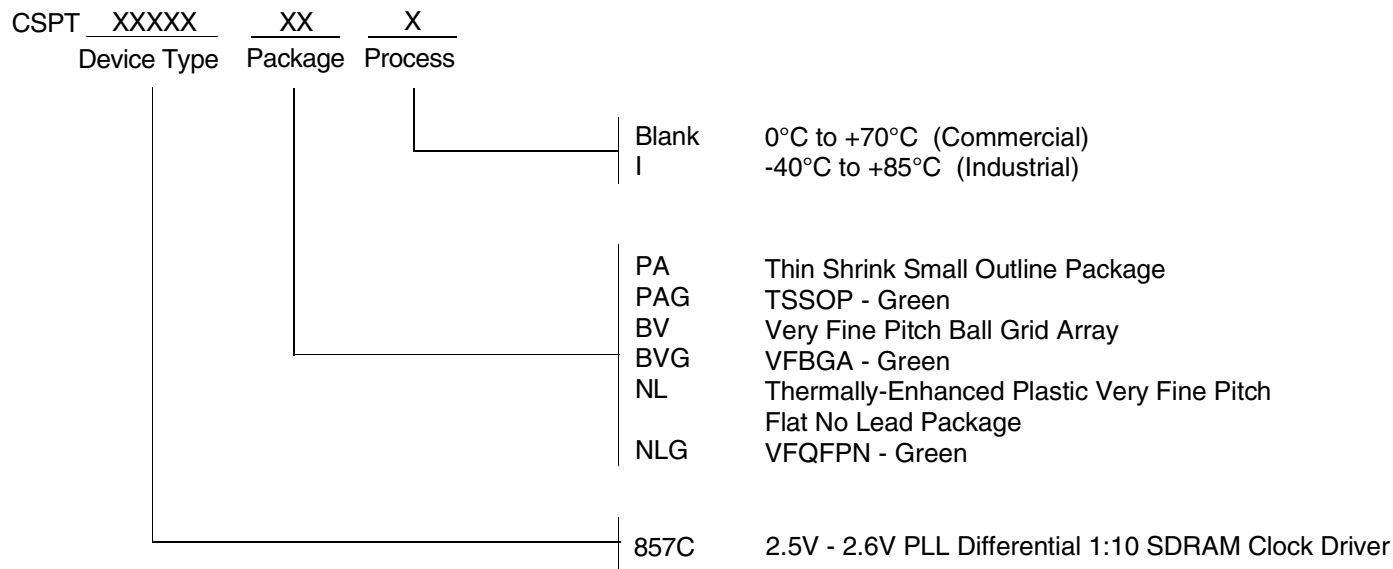 CSPT XXXXX XX X
Device Type Package Process
Blank 0°C to +70°C (Commercial)
I -40°C to +85°C (Industrial)
PA Thin Shrink Small Outline Package
PAG TSSOP - Green
BV Very Fine Pitch Ball Grid Array
BVG VFBGA - Green
NL Thermally-Enhanced Plastic Very Fine Pitch
Flat No Lead Package
NLG VFQFPN - Green
857C 2.5V - 2.6V PLL Differential 1:10 SDRAM Clock Driver